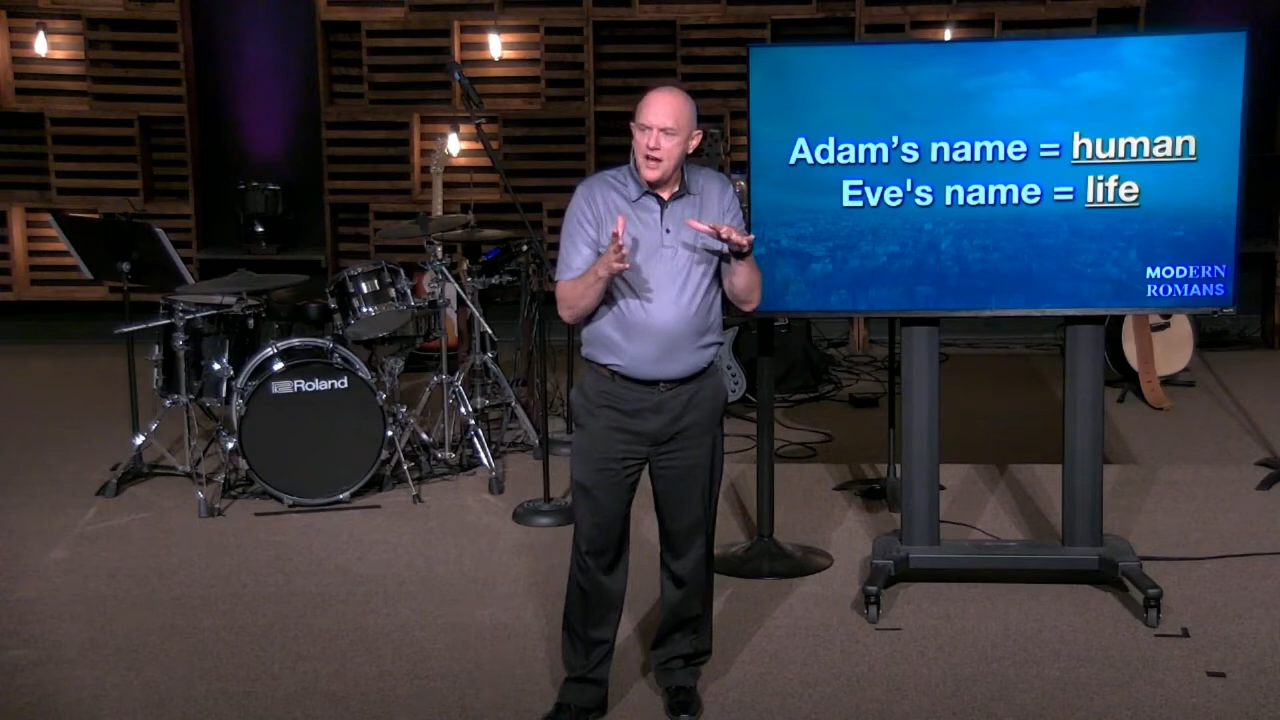 Adam's name = human
Eve's name = life
MODERN
ROMANS
Roland